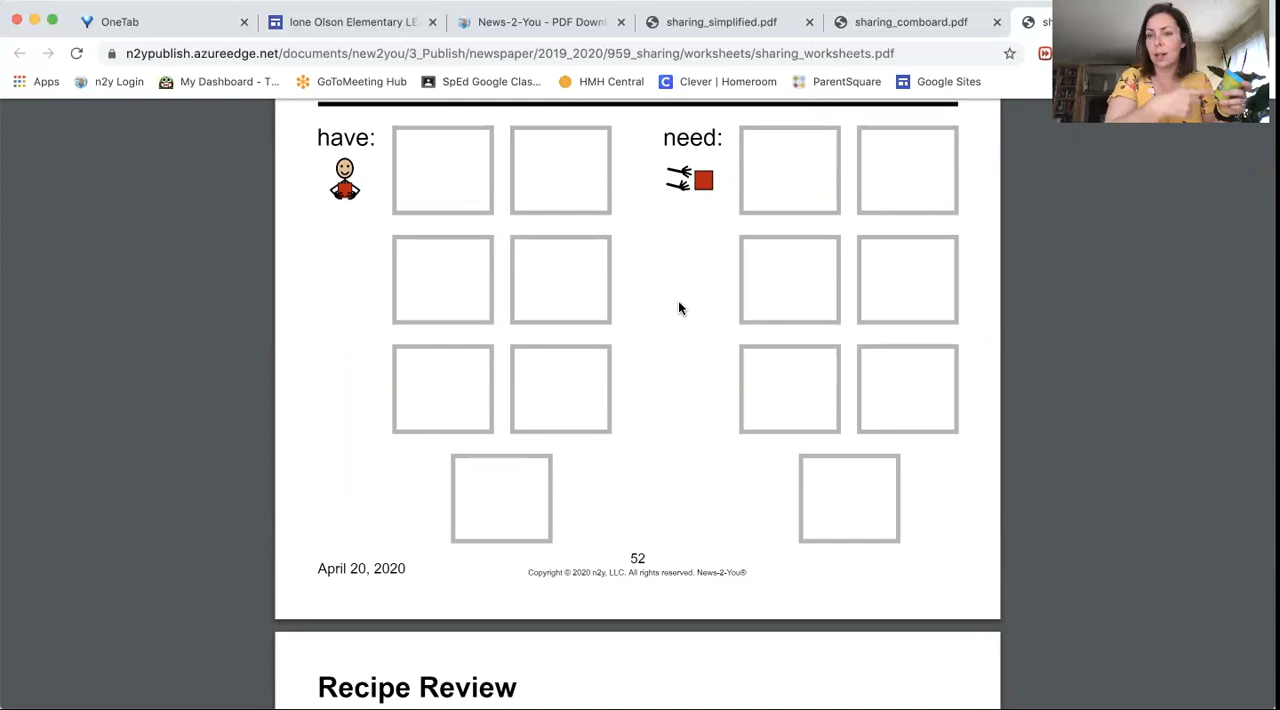 OneTab
Ione Olson Elementary LE
News-2-You - PDF Downl
sharing_simplified.pdf
sharing_comboard.pdf
sh
n2ypublish.azureedge.net/documents/new2you/3_Publish/newspaper/2019_2020/959_sharing/worksheets/sharing_worksheets.pdf
Apps
n2y Login
My Dashboard - T...
GoToMeeting Hub
SpEd Google Clas...
HMH Central
Clever | Homeroom
ParentSquare
Google Sites
have:
need:
52
April 20, 2020
Copyright © 2020 n2y, LLC. All rights reserved. News-2-You®
Recipe Review